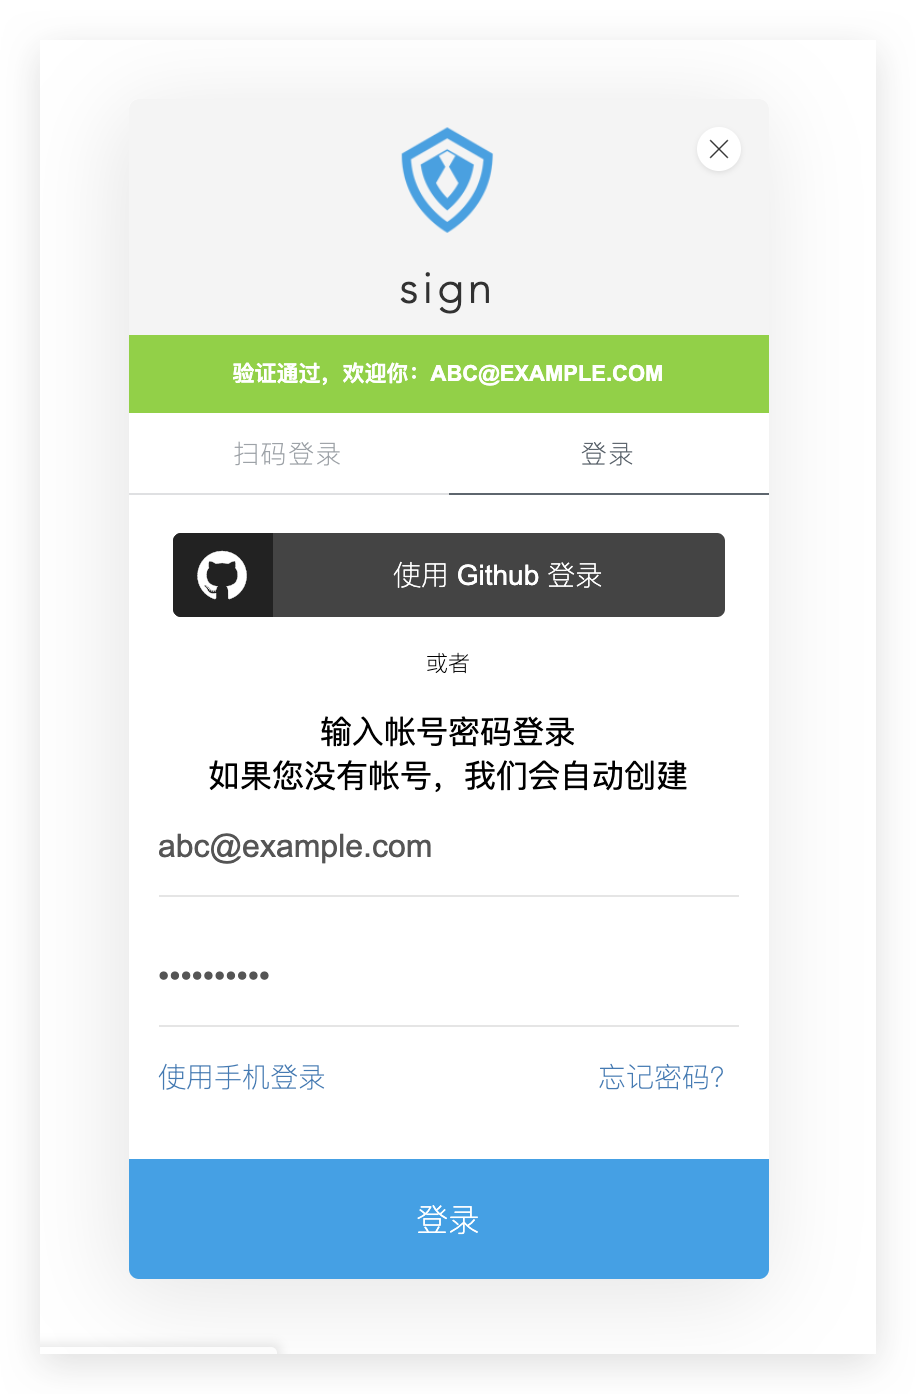 sign
验证通过，欢迎你：ABC@EXAMPLE.COM
扫码登录
登录
使用 Github 登录
或者
输入帐号密码登录
如果您没有帐号，我们会自动创建
abc@example.com
••••••••••
使用手机登录
忘记密码？
登录